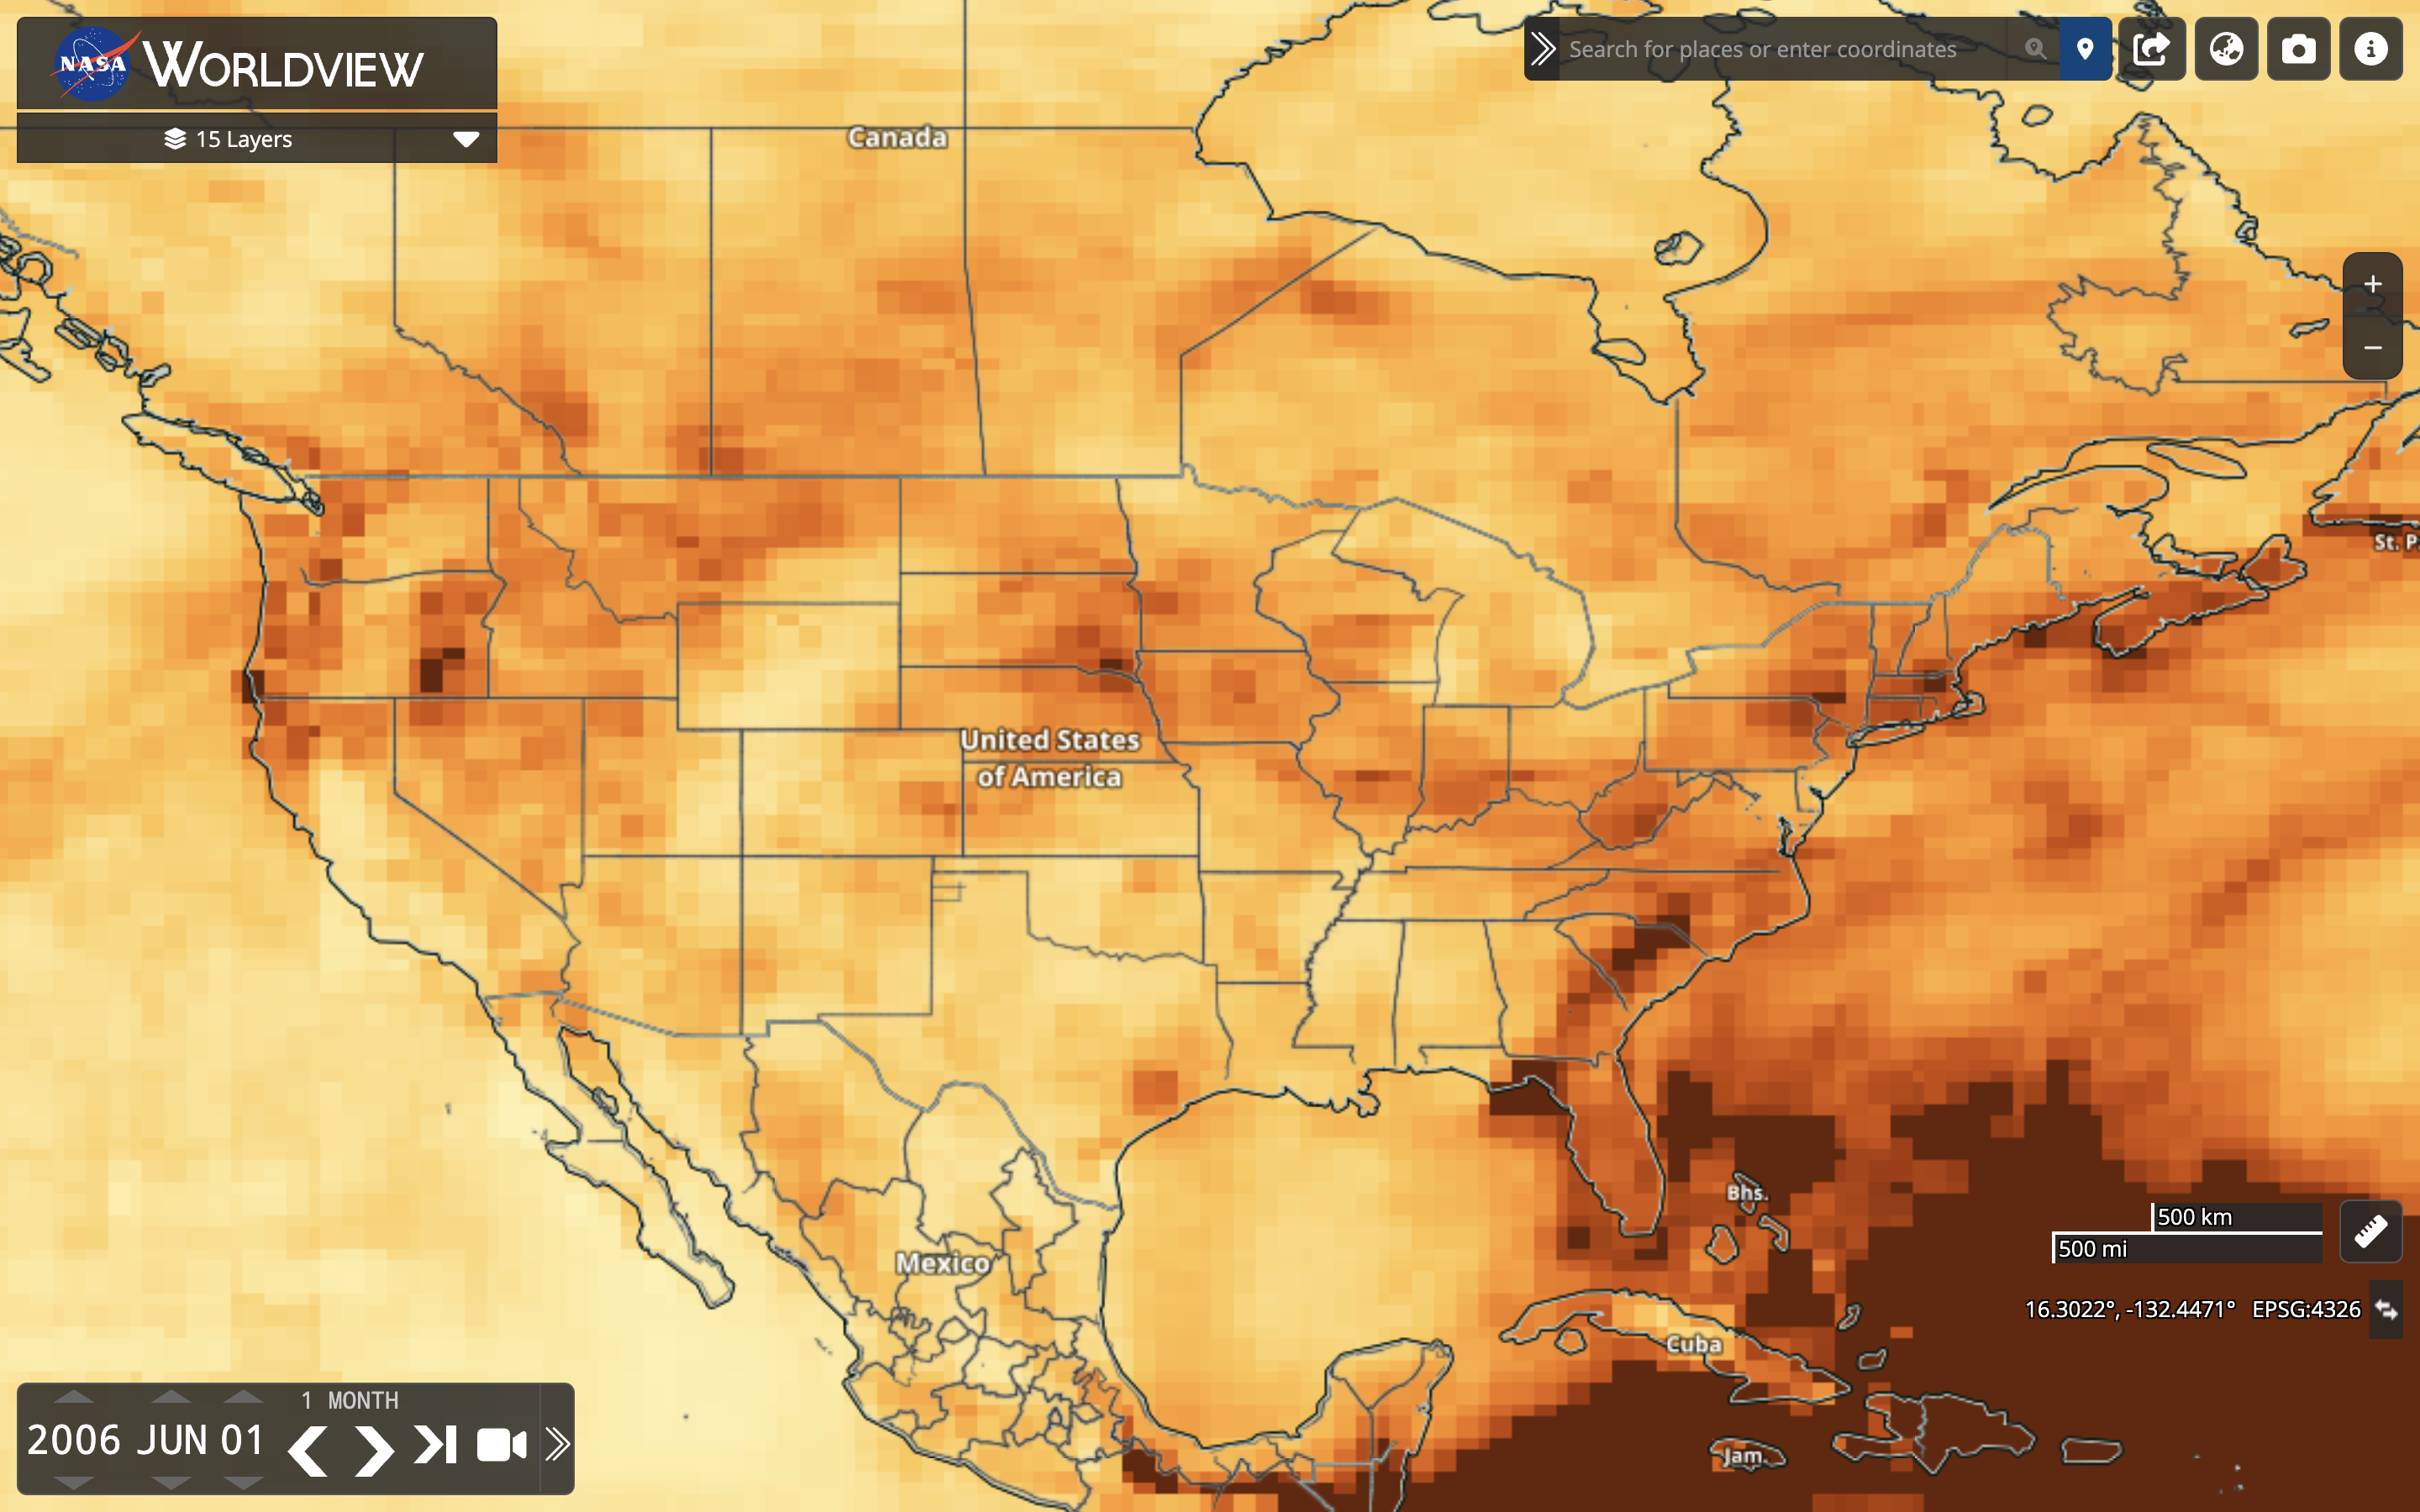 NASA WORLDVIEW
15 Layers
Search for places or enter coordinates
Canada
+
−
St. P
United States
of America
Bhs.
500 km
500 mi
Mexico
16.3022°, -132.4471° EPSG:4326
Cuba
1 MONTH
2006 JUN 01
Jam.